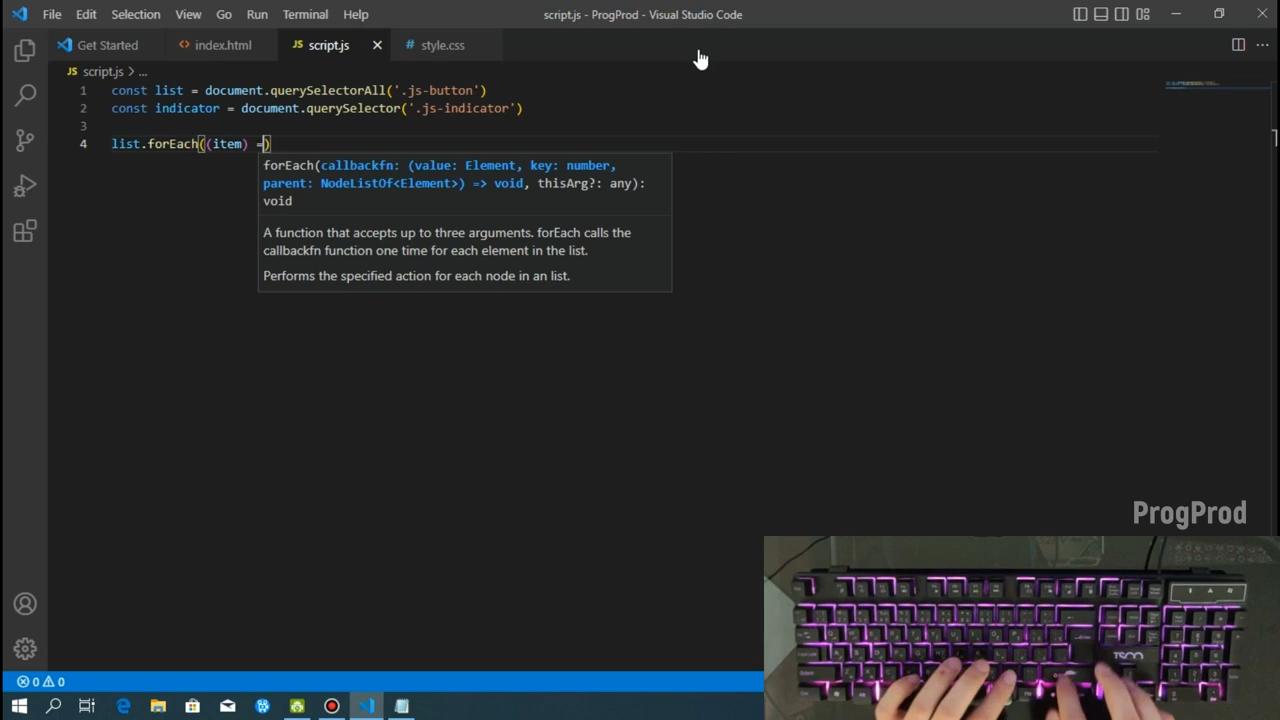 File Edit Selection View Go Run Terminal Help
script.js - ProgProd - Visual Studio Code
Get Started
index.html
JS script.js
# style.css
JS script.js > ...
1 const list = document.querySelectorAll('.js-button')
2 const indicator = document.querySelector('.js-indicator')
3
4 list.forEach((item) =)
forEach(callbackfn: (value: Element, key: number,
parent: NodeListOf<Element>) => void, thisArg?: any):
void
A function that accepts up to three arguments. forEach calls the
callbackfn function one time for each element in the list.
Performs the specified action for each node in an list.
ProgProd
TSCO
0 0